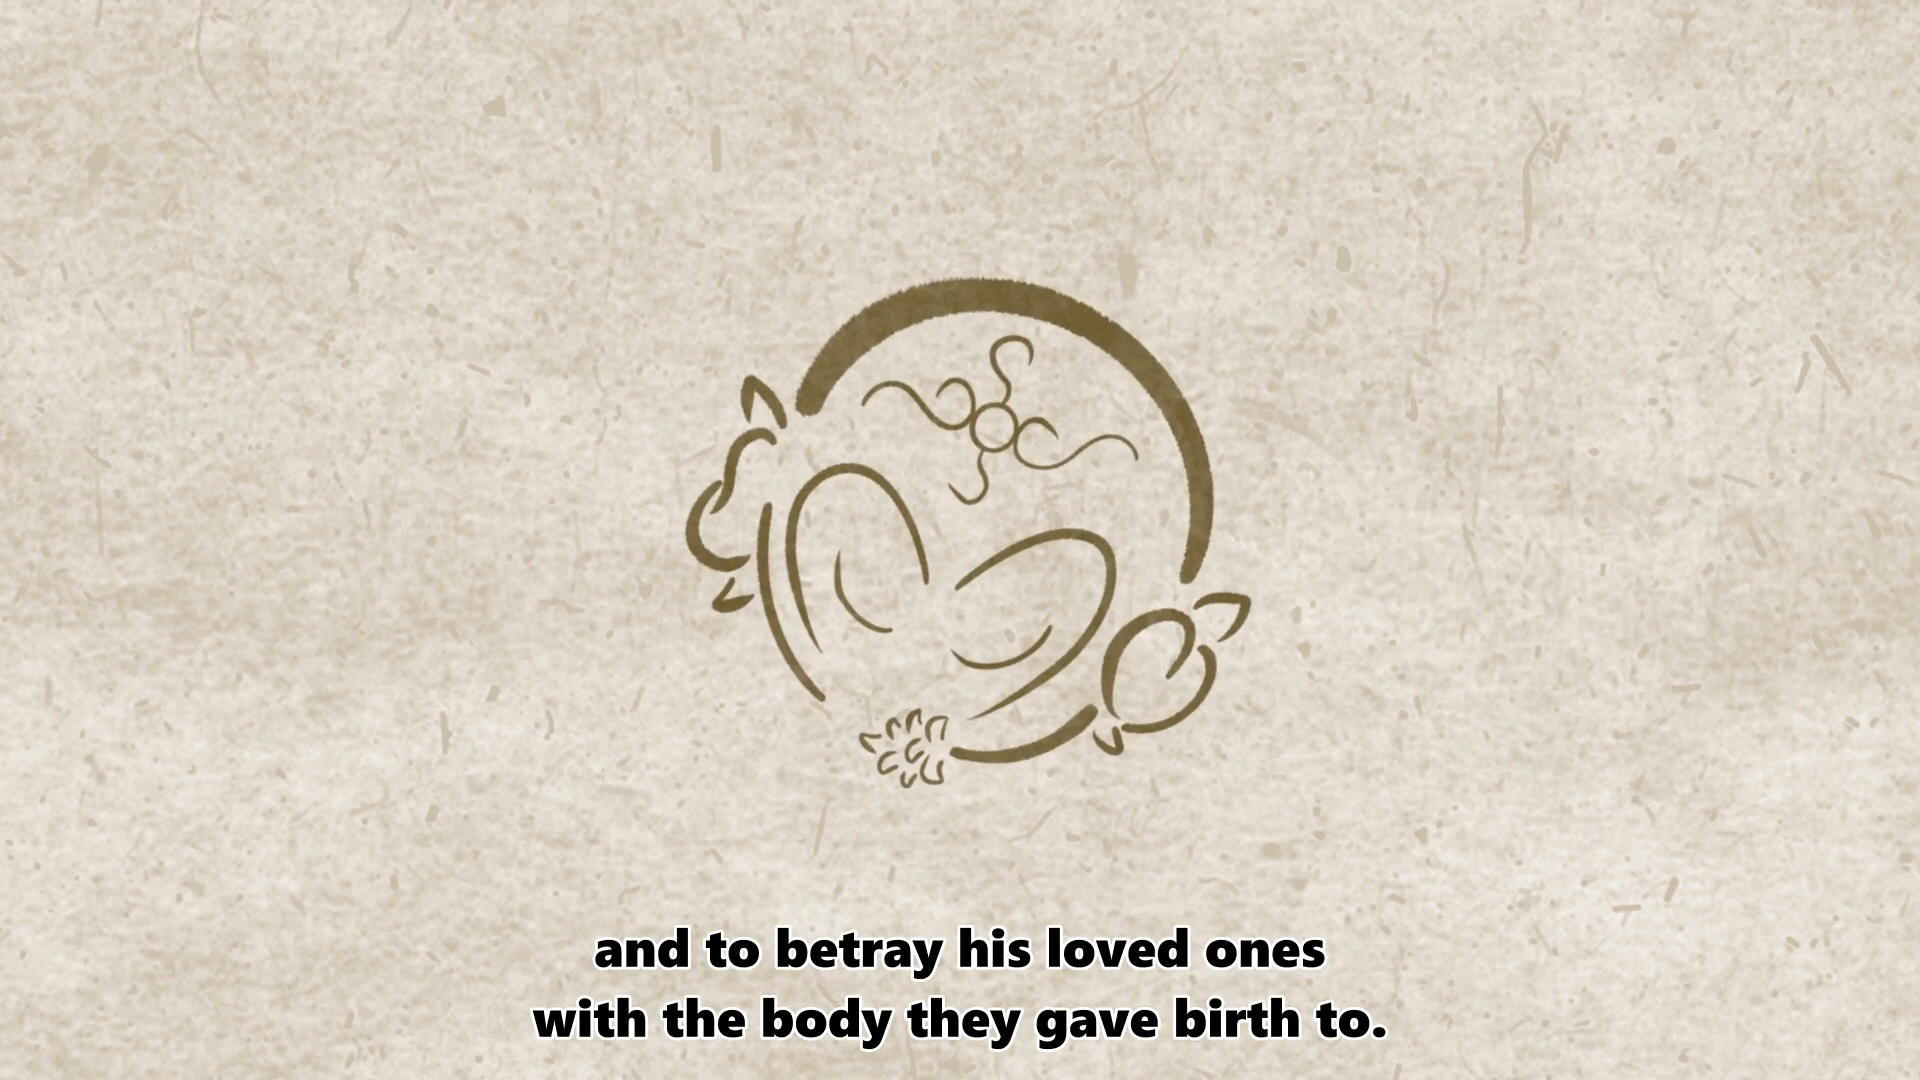 and to betray his loved ones
with the body they gave birth to.